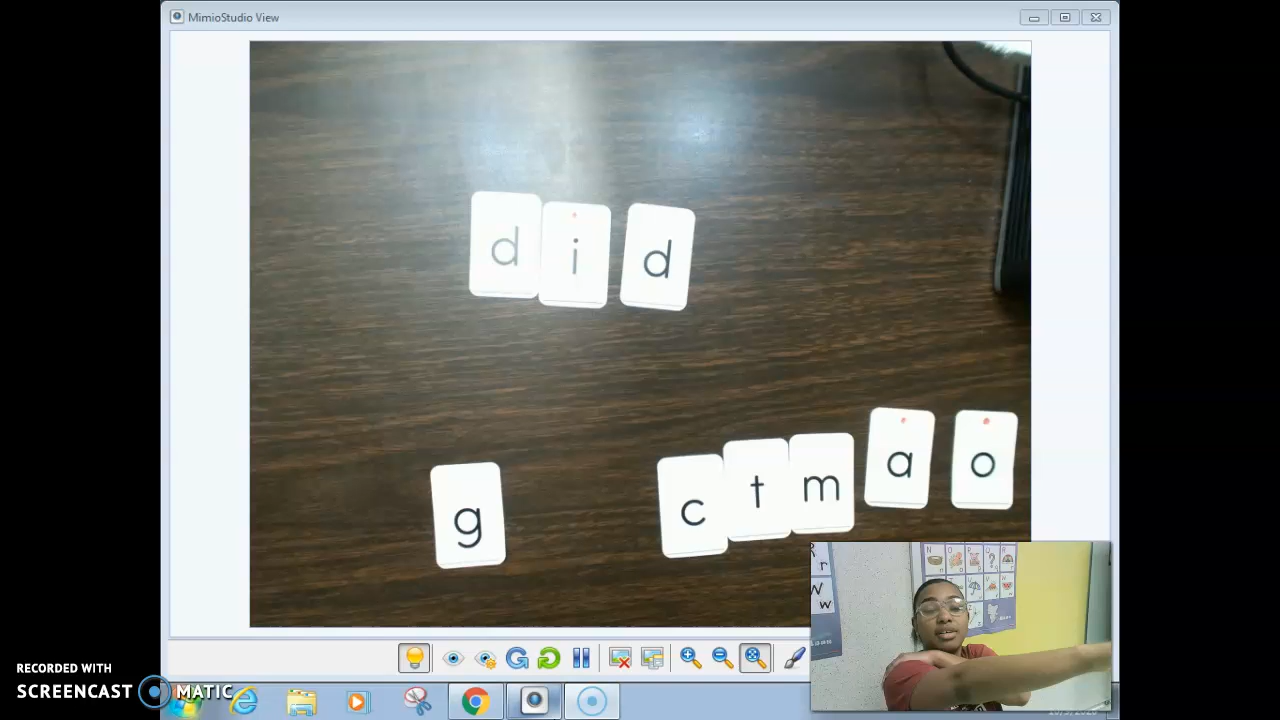 MimioStudio View
d i d
g c t m a o
N O P Q R
r
W
w
RECORDED WITH
SCREENCAST MATIC